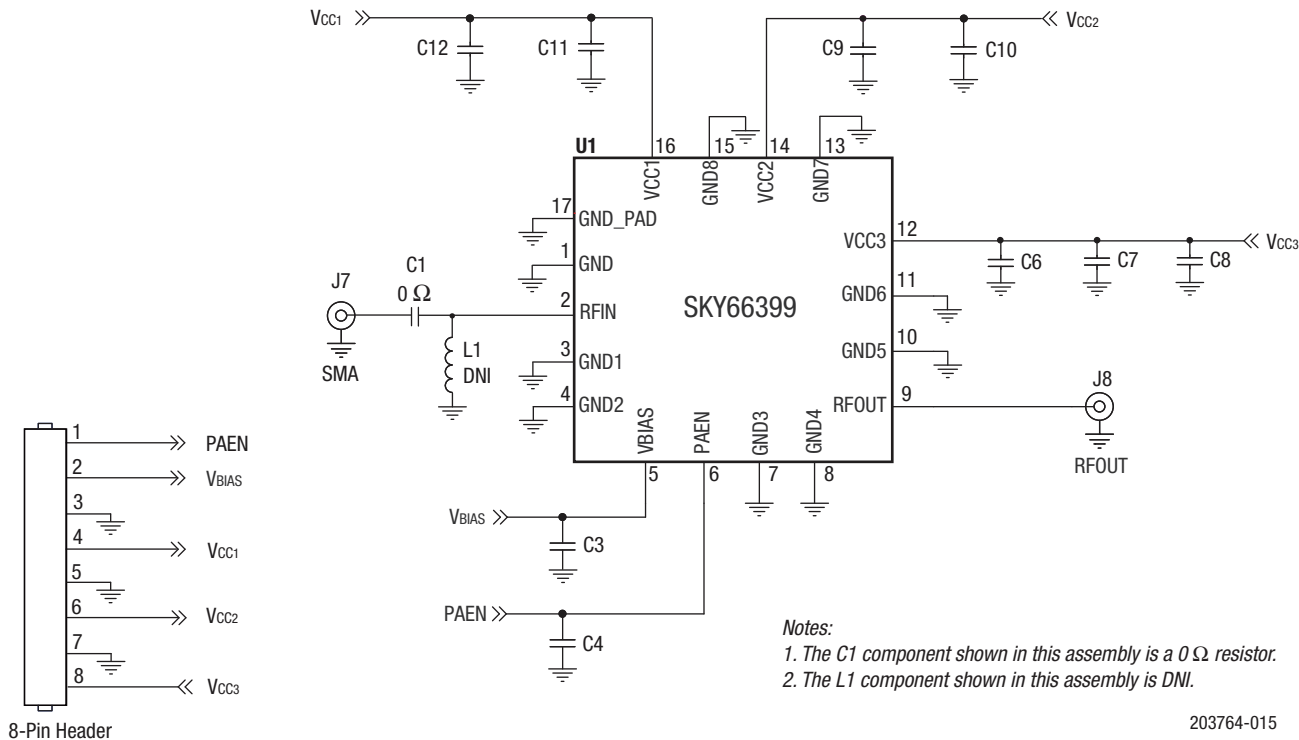 VCC1
VCC2
C12
C11
C9
C10
U1
16
15
14
13
VCC1
GND8
VCC2
GND7
17
GND_PAD
1
GND
2
RFIN
3
GND1
4
GND2
SKY66399
12
VCC3
11
GND6
10
GND5
9
RFOUT
VCC3
C6
C7
C8
J7
SMA
C1
0 Ω
L1
DNI
J8
RFOUT
VBIAS
PAEN
GND3
GND4
5
6
7
8
VBIAS
C3
PAEN
C4
1
PAEN
2
VBIAS
3
4
VCC1
5
6
VCC2
7
8
VCC3
8-Pin Header
Notes:
1. The C1 component shown in this assembly is a 0 Ω resistor.
2. The L1 component shown in this assembly is DNI.
203764-015